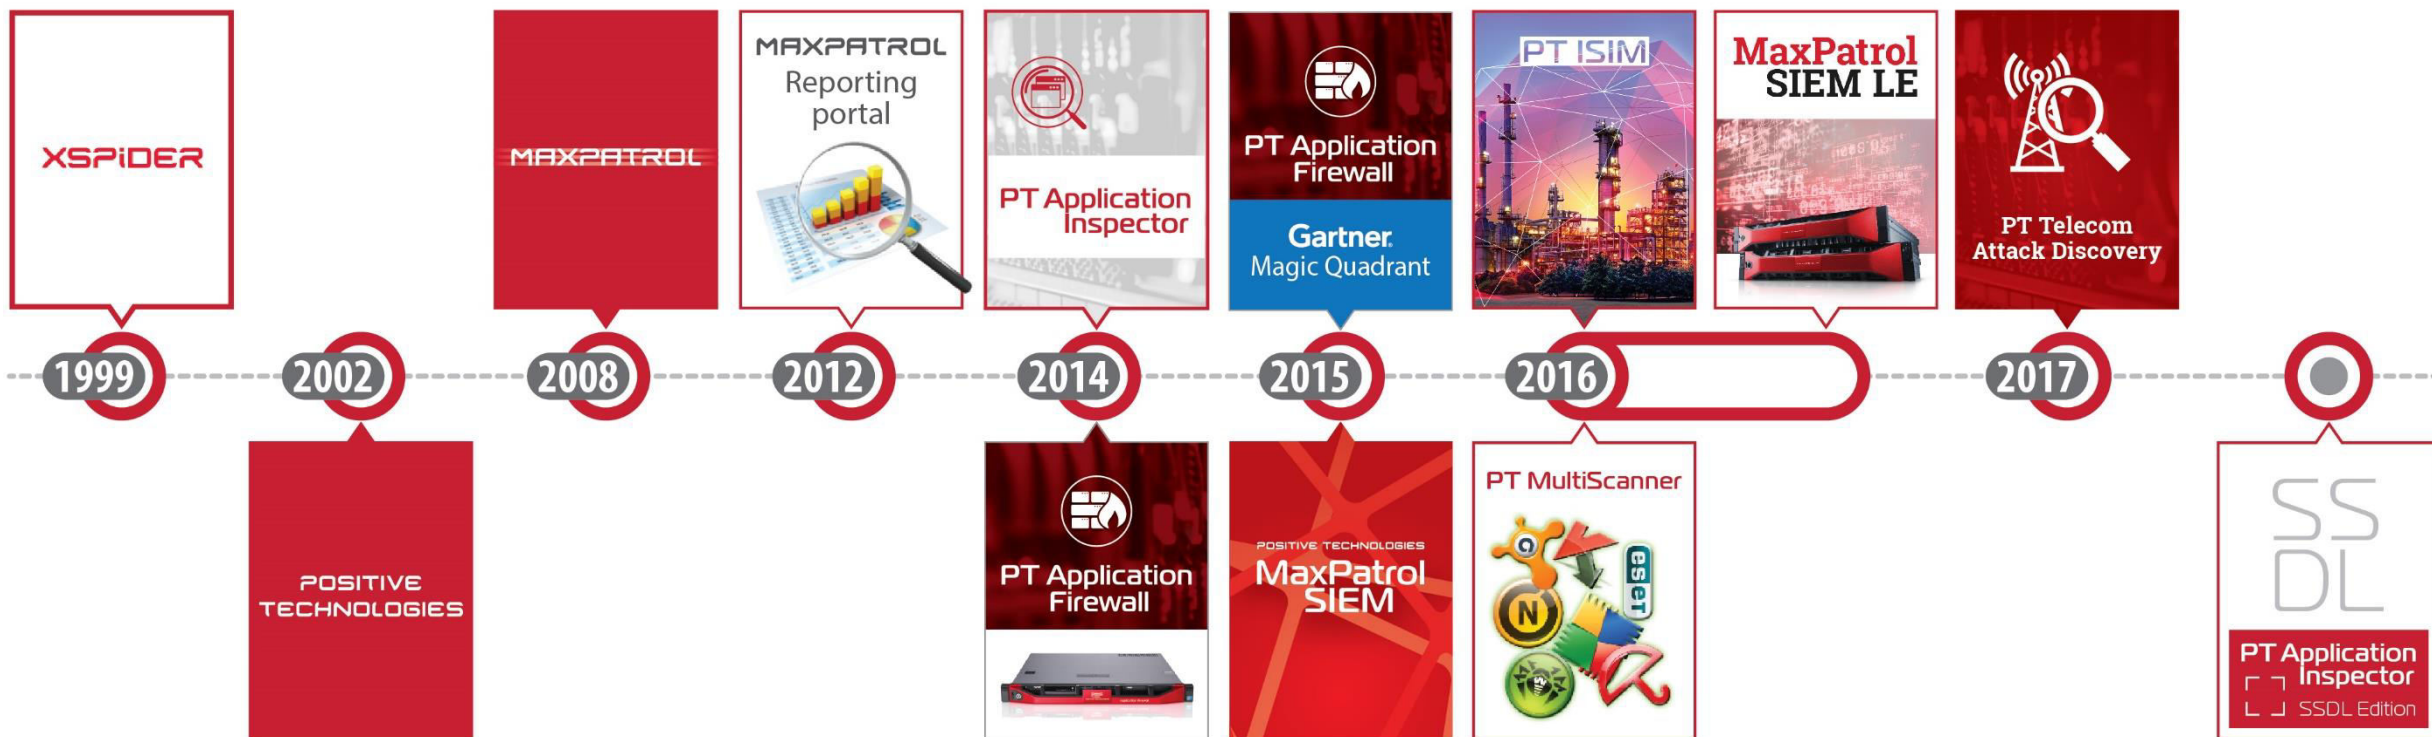 XSPiDER
MAXPATROL
MAXPATROL
Reporting
portal
PT Application
Inspector
PT Application
Firewall
Gartner.
Magic Quadrant
PT ISIM
MaxPatrol
SIEM LE
PT Telecom
Attack Discovery
1999
2002
2008
2012
2014
2015
2016
2017
POSITIVE
TECHNOLOGIES
PT Application
Firewall
POSITIVE TECHNOLOGIES
MaxPatrol
SIEM
PT MultiScanner
a
eset
N
SS
DL
PT Application
Inspector
SSDL Edition